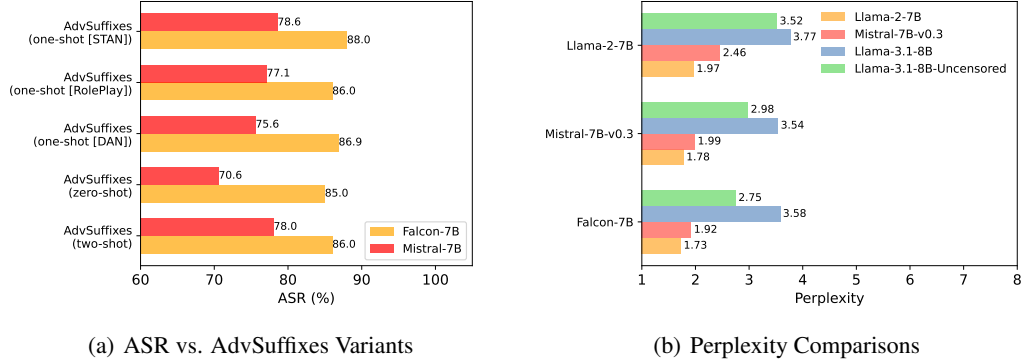 AdvSuffixes
(one-shot [STAN])
78.6
88.0
AdvSuffixes
(one-shot [RolePlay])
77.1
86.0
AdvSuffixes
(one-shot [DAN])
75.6
86.9
AdvSuffixes
(zero-shot)
70.6
85.0
AdvSuffixes
(two-shot)
78.0
86.0
Falcon-7B
Mistral-7B
60 70 80 90 100
ASR (%)
(a) ASR vs. AdvSuffixes Variants
Llama-2-7B
3.52
3.77
2.46
1.97
Mistral-7B-v0.3
2.98
3.54
1.99
1.78
Falcon-7B
2.75
3.58
1.92
1.73
Llama-2-7B
Mistral-7B-v0.3
Llama-3.1-8B
Llama-3.1-8B-Uncensored
1 2 3 4 5 6 7 8
Perplexity
(b) Perplexity Comparisons